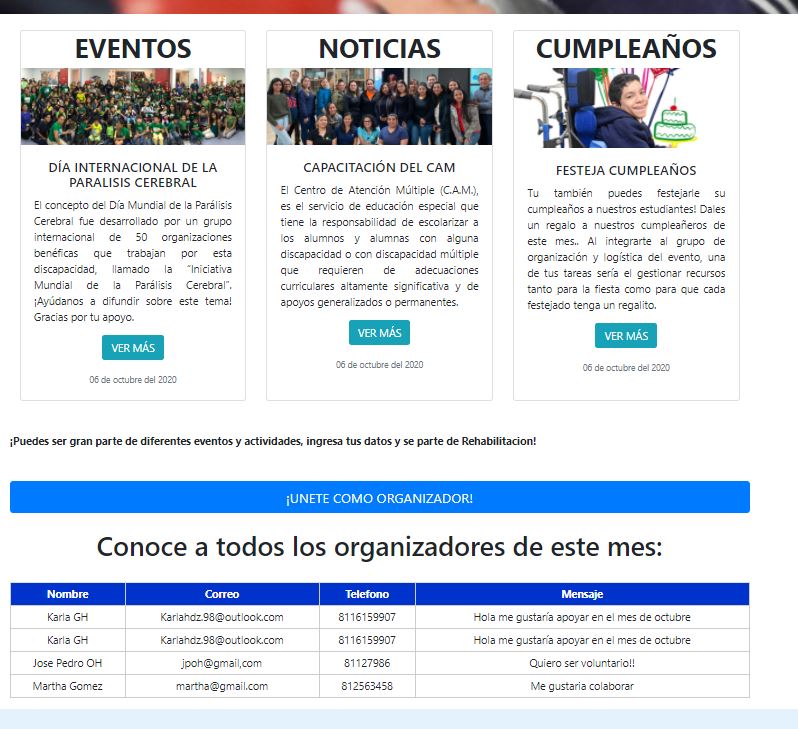 EVENTOS
DÍA INTERNACIONAL DE LA
PARALISIS CEREBRAL
El concepto del Día Mundial de la Parálisis
Cerebral fue desarrollado por un grupo
internacional de 50 organizaciones
benéficas que trabajan por esta
discapacidad, llamado la “Iniciativa
Mundial de la Parálisis Cerebral”.
¡Ayúdanos a difundir sobre este tema!
Gracias por tu apoyo.
VER MÁS
06 de octubre del 2020
NOTICIAS
CAPACITACIÓN DEL CAM
El Centro de Atención Múltiple (C.A.M.),
es el servicio de educación especial que
tiene la responsabilidad de escolarizar a
los alumnos y alumnas con alguna
discapacidad o con discapacidad múltiple
que requieren de adecuaciones
curriculares altamente significativa y de
apoyos generalizados o permanentes.
VER MÁS
06 de octubre del 2020
CUMPLEAÑOS
FESTEJA CUMPLEAÑOS
Tu también puedes festejarle su
cumpleaños a nuestros estudiantes! Dales
un regalo a nuestros cumpleañeros de
este mes.. Al integrarte al grupo de
organización y logística del evento, una
de tus tareas sería el gestionar recursos
tanto para la fiesta como para que cada
festejado tenga un regalito.
VER MÁS
06 de octubre del 2020
¡Puedes ser gran parte de diferentes eventos y actividades, ingresa tus datos y se parte de Rehabilitacion!
¡UNETE COMO ORGANIZADOR!
Conoce a todos los organizadores de este mes:
Nombre Correo Telefono Mensaje
Karla GH Karlahdz.98@outlook.com 8116159907 Hola me gustaría apoyar en el mes de octubre
Karla GH Karlahdz.98@outlook.com 8116159907 Hola me gustaría apoyar en el mes de octubre
Jose Pedro OH jpoh@gmail,com 81127986 Quiero ser voluntario!!
Martha Gomez martha@gmail.com 812563458 Me gustaria colaborar